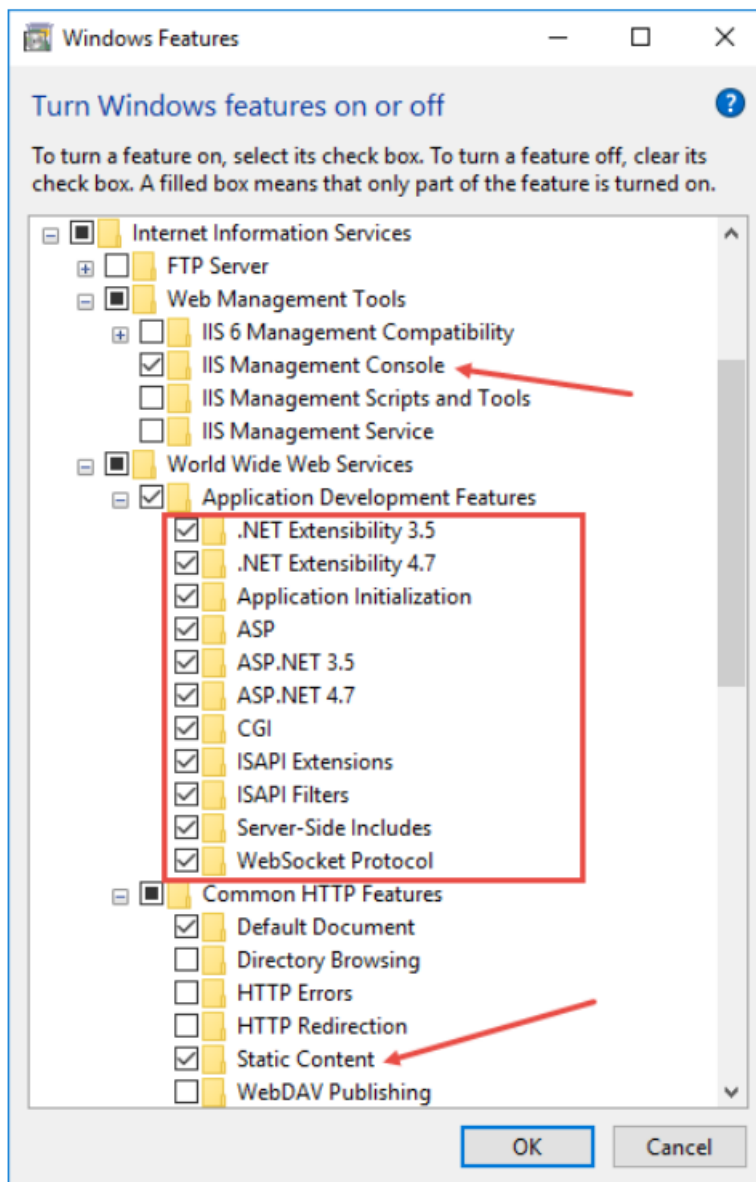 Windows Features
Turn Windows features on or off
?
To turn a feature on, select its check box. To turn a feature off, clear its
check box. A filled box means that only part of the feature is turned on.
Internet Information Services
FTP Server
Web Management Tools
IIS 6 Management Compatibility
IIS Management Console
IIS Management Scripts and Tools
IIS Management Service
World Wide Web Services
Application Development Features
.NET Extensibility 3.5
.NET Extensibility 4.7
Application Initialization
ASP
ASP.NET 3.5
ASP.NET 4.7
CGI
ISAPI Extensions
ISAPI Filters
Server-Side Includes
WebSocket Protocol
Common HTTP Features
Default Document
Directory Browsing
HTTP Errors
HTTP Redirection
Static Content
WebDAV Publishing
OK Cancel